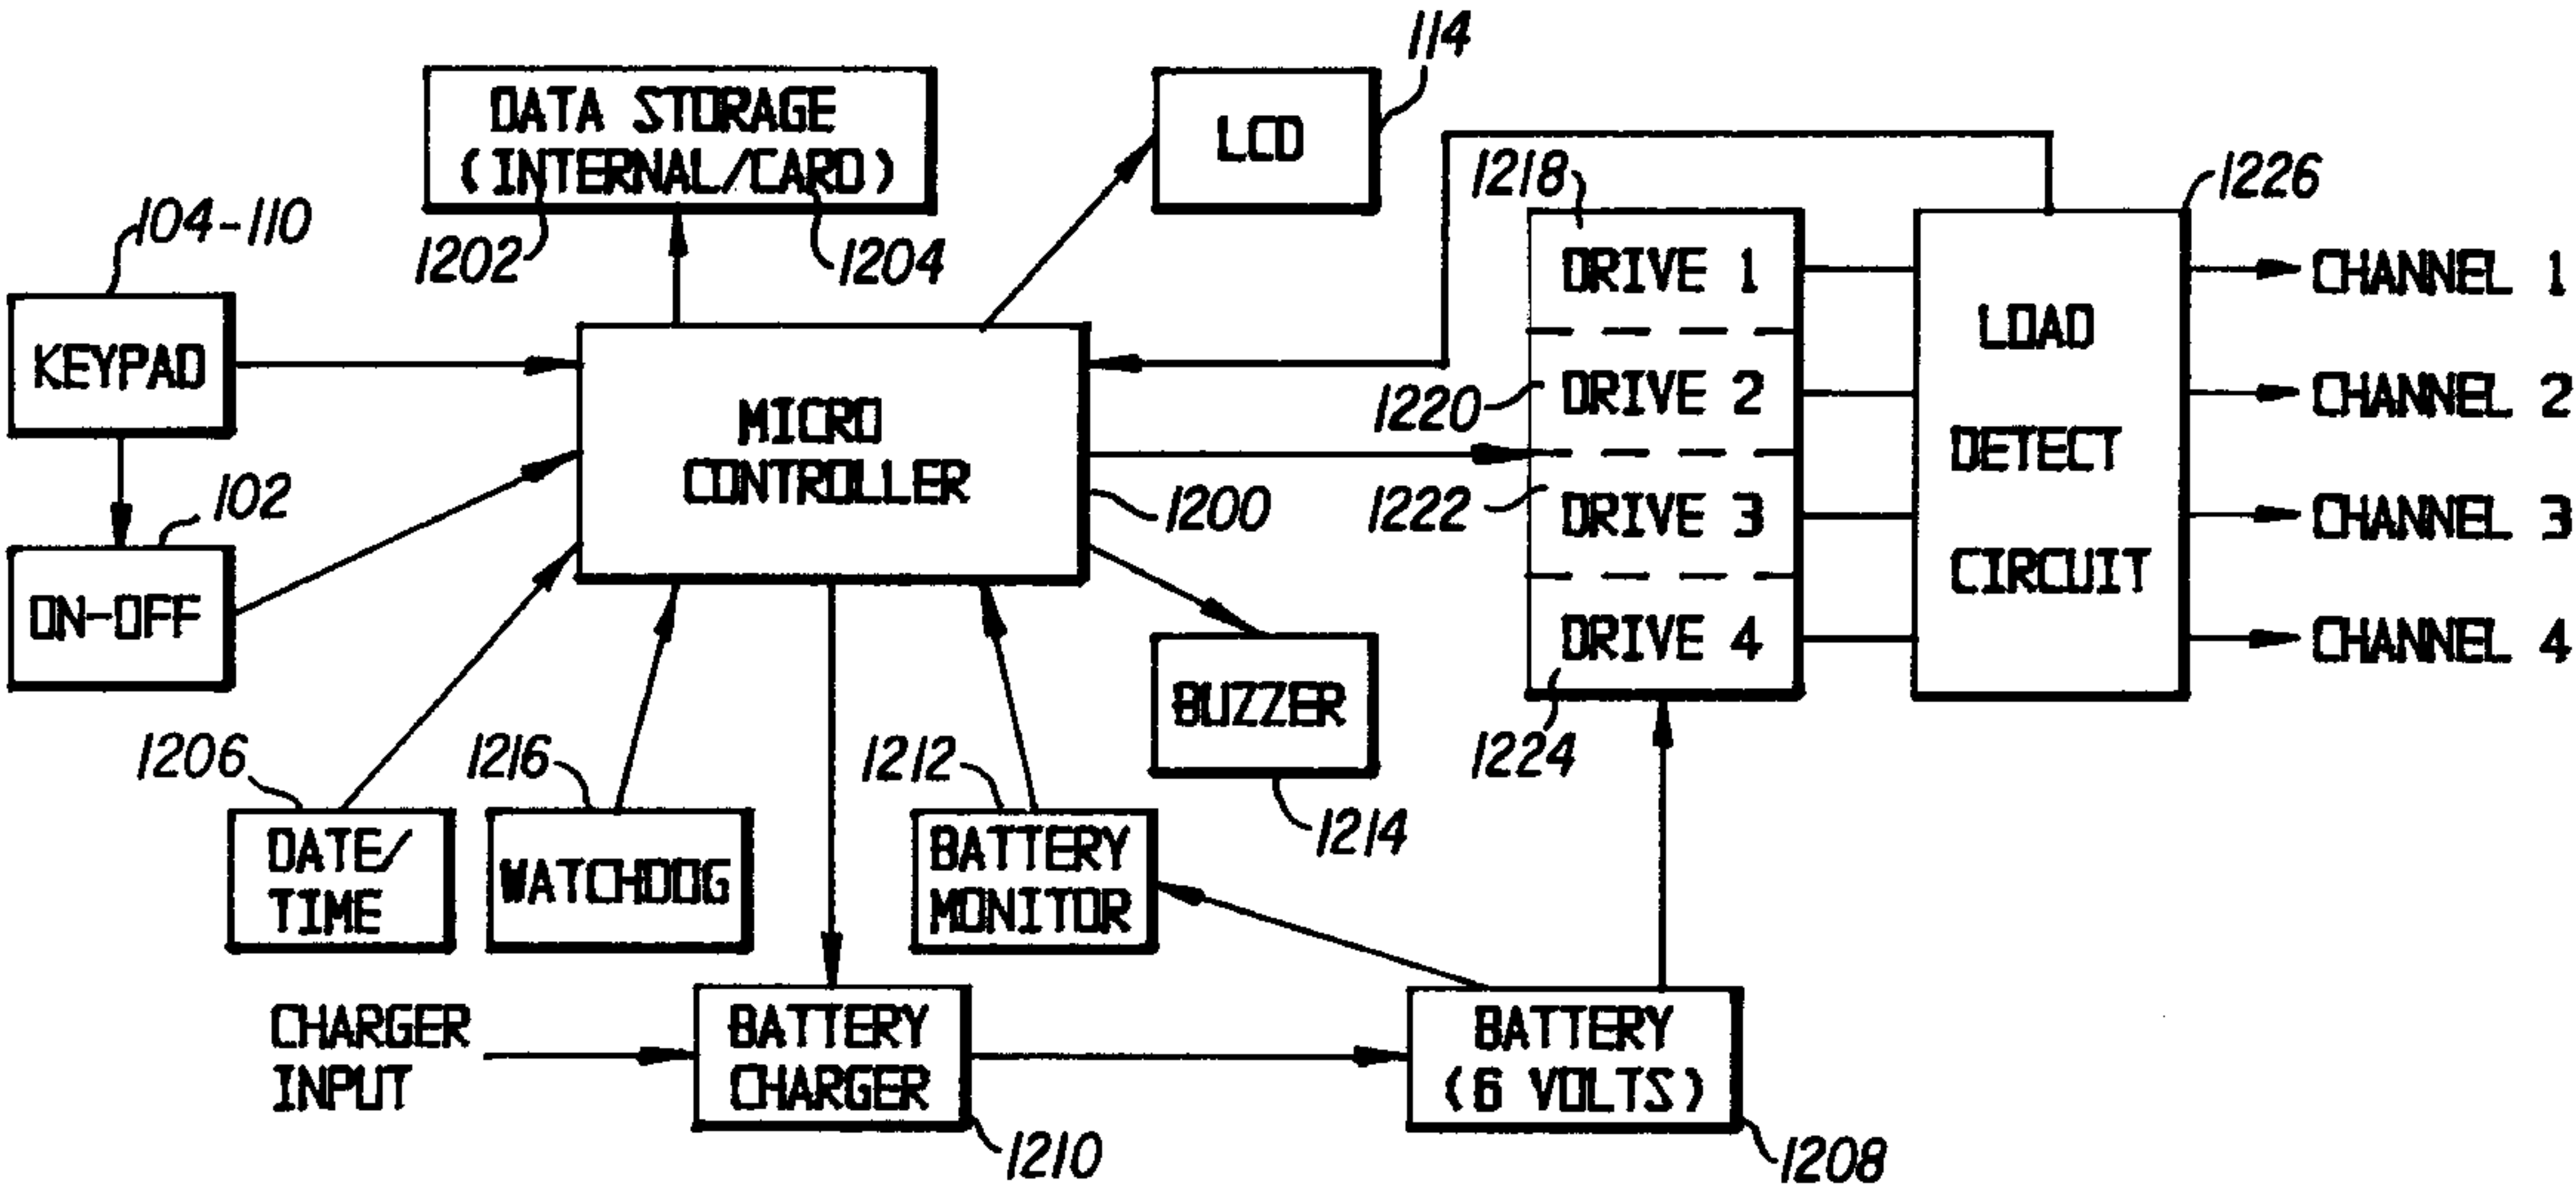 114
DATA STORAGE
(INTERNAL/CARD)
LCD
1218
1226
104-110
1202
1204
DRIVE 1
CHANNEL 1
LOAD
KEYPAD
MICRO
CONTROLLER
1220
DRIVE 2
CHANNEL 2
DETECT
102
1200
1222
DRIVE 3
CHANNEL 3
CIRCUIT
ON-OFF
DRIVE 4
CHANNEL 4
BUZZER
1206
1216
1212
1224
1214
DATE/
TIME
WATCHDOG
BATTERY
MONITOR
CHARGER
INPUT
BATTERY
CHARGER
BATTERY
(6 VOLTS)
1210
1208